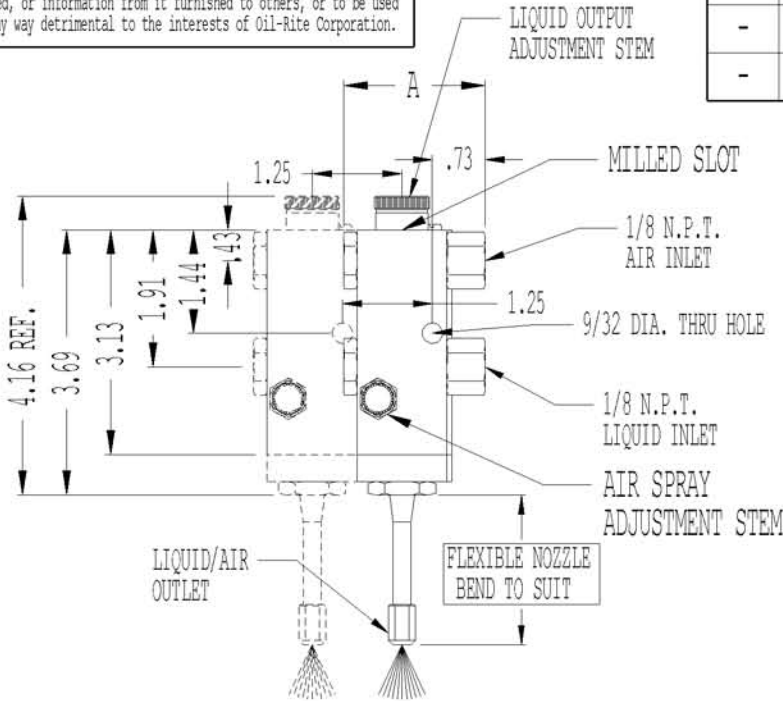 or information from it furnished to others, or to be used
way detrimental to the interests of Oil-Rite Corporation.
LIQUID OUTPUT
ADJUSTMENT STEM
-
-
A
1.25
.73
MILLED SLOT
1/8 N.P.T.
AIR INLET
.43
1.44
1.91
3.13
3.69
4.16 REF.
1.25
9/32 DIA. THRU HOLE
1/8 N.P.T.
LIQUID INLET
AIR SPRAY
ADJUSTMENT STEM
LIQUID/AIR
OUTLET
FLEXIBLE NOZZLE
BEND TO SUIT